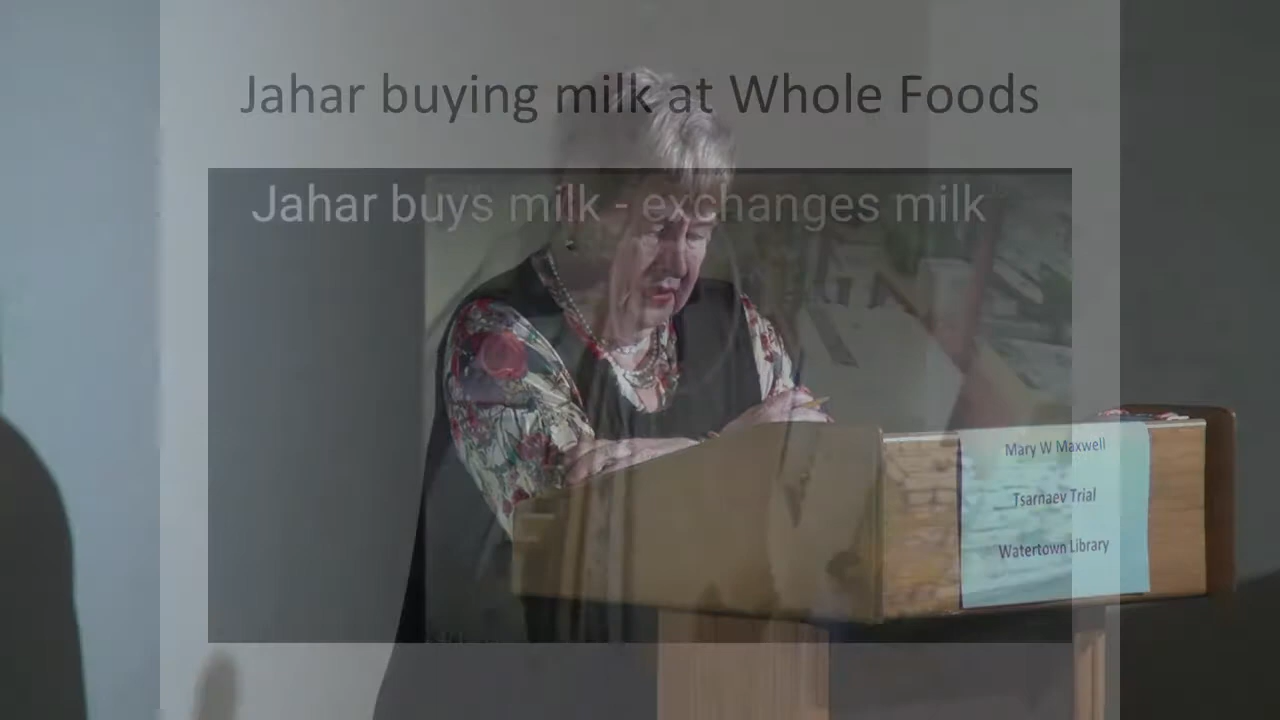 Jahar buying milk at Whole Foods
Jahar buys milk - exchanges milk
Mary W Maxwell
Tsarnaev Trial
Watertown Library